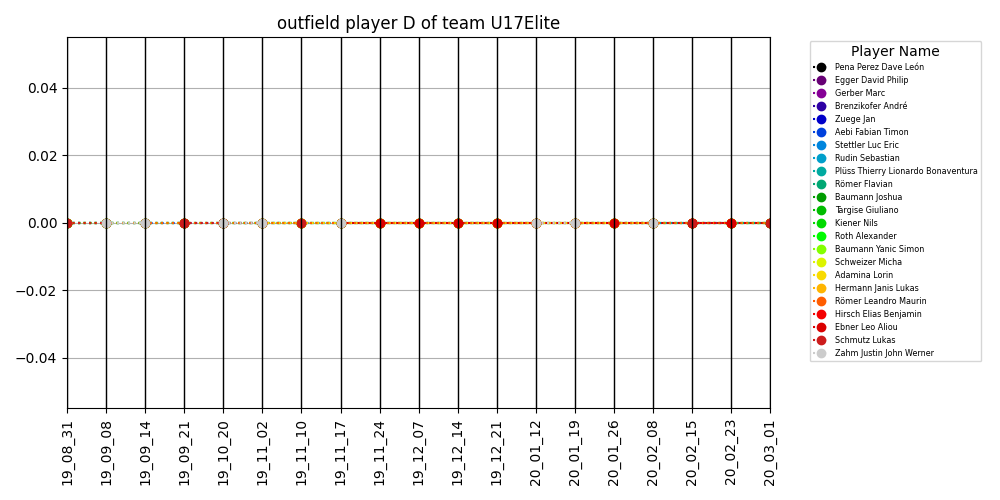 outfield player D of team U17Elite
0.04
0.02
0.00
−0.02
−0.04
19_08_31
19_09_08
19_09_14
19_09_21
19_10_20
19_11_02
19_11_10
19_11_17
19_11_24
19_12_07
19_12_14
19_12_21
20_01_12
20_01_19
20_01_26
20_02_08
20_02_15
20_02_23
20_03_01
Player Name
Pena Perez Dave León
Egger David Philip
Gerber Marc
Brenzikofer André
Zuege Jan
Aebi Fabian Timon
Stettler Luc Eric
Rudin Sebastian
Plüss Thierry Lionardo Bonaventura
Römer Flavian
Baumann Joshua
Targise Giuliano
Kiener Nils
Roth Alexander
Baumann Yanic Simon
Schweizer Micha
Adamina Lorin
Hermann Janis Lukas
Römer Leandro Maurin
Hirsch Elias Benjamin
Ebner Leo Aliou
Schmutz Lukas
Zahm Justin John Werner